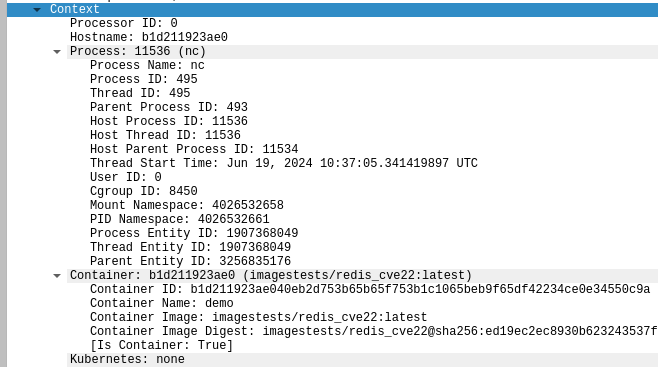 Context
Processor ID: 0
Hostname: b1d211923ae0
Process: 11536 (nc)
Process Name: nc
Process ID: 495
Thread ID: 495
Parent Process ID: 493
Host Process ID: 11536
Host Thread ID: 11536
Host Parent Process ID: 11534
Thread Start Time: Jun 19, 2024 10:37:05.341419897 UTC
User ID: 0
Cgroup ID: 8450
Mount Namespace: 4026532658
PID Namespace: 4026532661
Process Entity ID: 1907368049
Thread Entity ID: 1907368049
Parent Entity ID: 3256835176
Container: b1d211923ae0 (imagestests/redis_cve22:latest)
Container ID: b1d211923ae040eb2d753b65b65f753b1c1065beb9f65df42234ce0e34550c9a
Container Name: demo
Container Image: imagestests/redis_cve22:latest
Container Image Digest: imagestests/redis_cve22@sha256:ed19ec2ec8930b623243537f
[Is Container: True]
Kubernetes: none